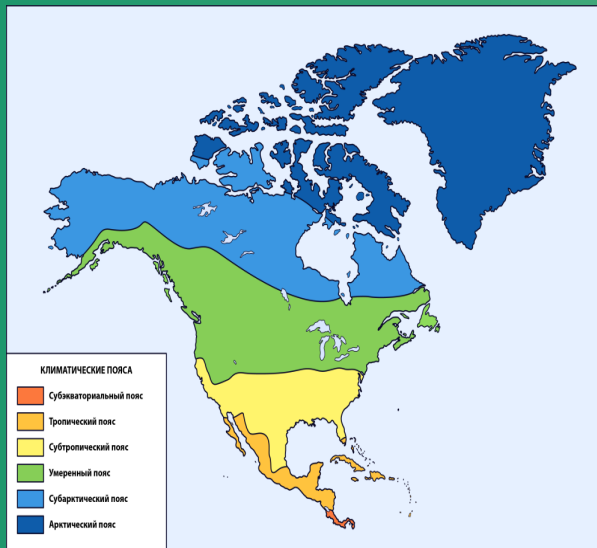 КЛИМАТИЧЕСКИЕ ПОЯСА
Субэкваториальный пояс
Тропический пояс
Субтропический пояс
Умеренный пояс
Субарктический пояс
Арктический пояс